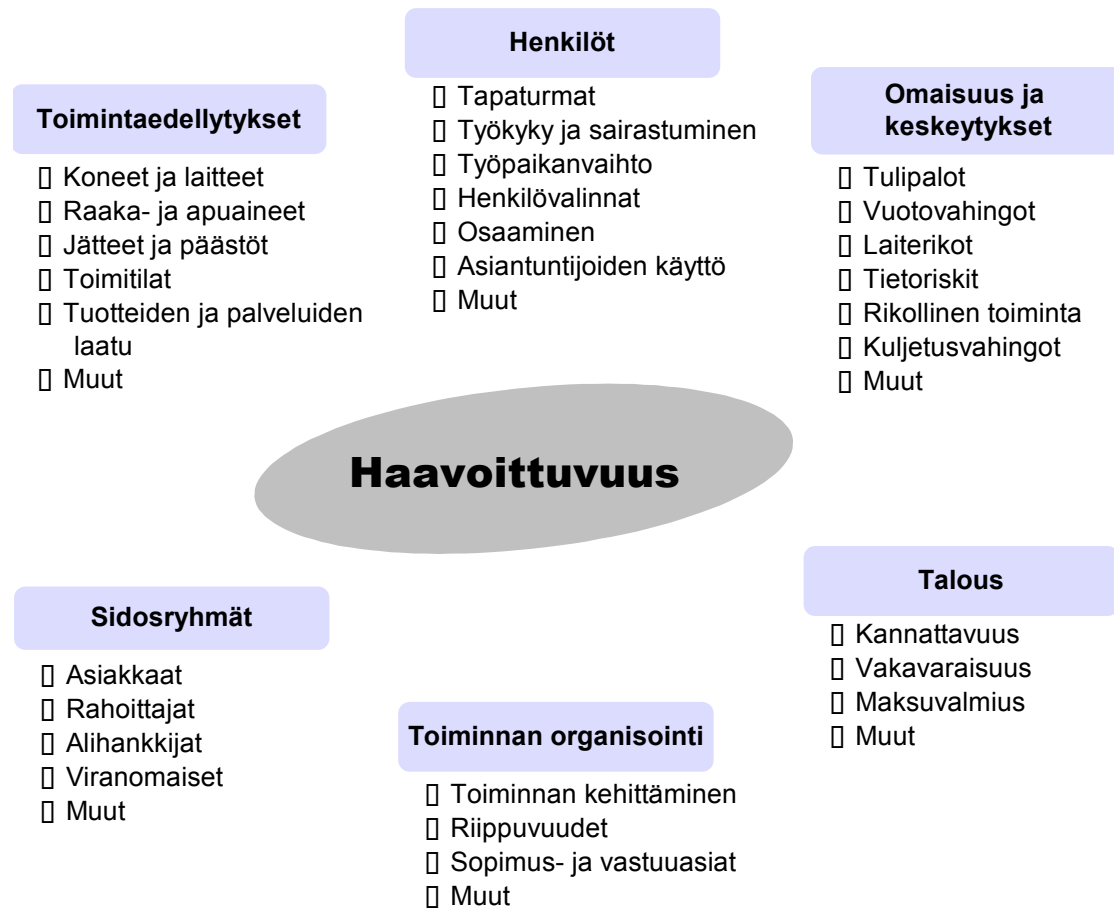 Henkilöt
▯ Tapaturmat
▯ Työkyky ja sairastuminen
▯ Työpaikanvaihto
▯ Henkilövalinnat
▯ Osaaminen
▯ Asiantuntijoiden käyttö
▯ Muut
Toimintaedellytykset
▯ Koneet ja laitteet
▯ Raaka- ja apuaineet
▯ Jätteet ja päästöt
▯ Toimitilat
▯ Tuotteiden ja palveluiden
laatu
▯ Muut
Omaisuus ja
keskeytykset
▯ Tulipalot
▯ Vuotovahingot
▯ Laiterikot
▯ Tietoriskit
▯ Rikollinen toiminta
▯ Kuljetusvahingot
▯ Muut
Haavoittuvuus
Sidosryhmät
▯ Asiakkaat
▯ Rahoittajat
▯ Alihankkijat
▯ Viranomaiset
▯ Muut
Toiminnan organisointi
▯ Toiminnan kehittäminen
▯ Riippuvuudet
▯ Sopimus- ja vastuuasiat
▯ Muut
Talous
▯ Kannattavuus
▯ Vakavaraisuus
▯ Maksuvalmius
▯ Muut